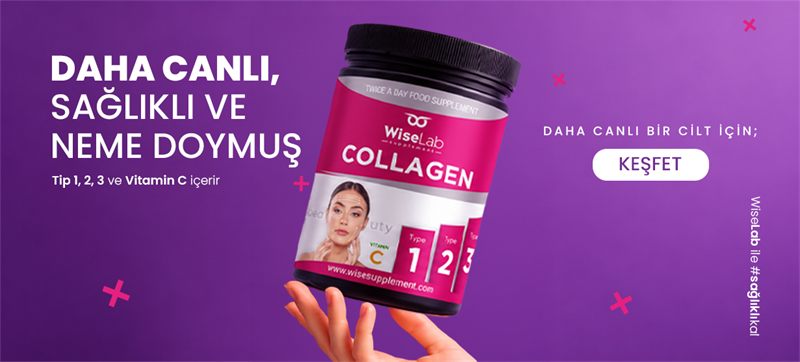 DAHA CANLI,
SAĞLIKLI VE
NEME DOYMUŞ
Tip 1, 2, 3 ve Vitamin C içerir
TWICE A DAY FOOD SUPPLEMENT
WiseLab
supplement
COLLAGEN
uty
VITAMIN
C
Type
1
Type
2
3
www.wisesupplement.com
DAHA CANLI BİR CİLT İÇİN;
KEŞFET
WiseLab ile #sağlıklıkal